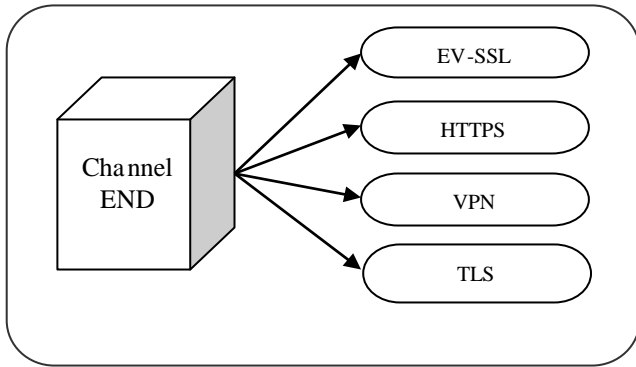 Channel
END
EV-SSL
HTTPS
VPN
TLS